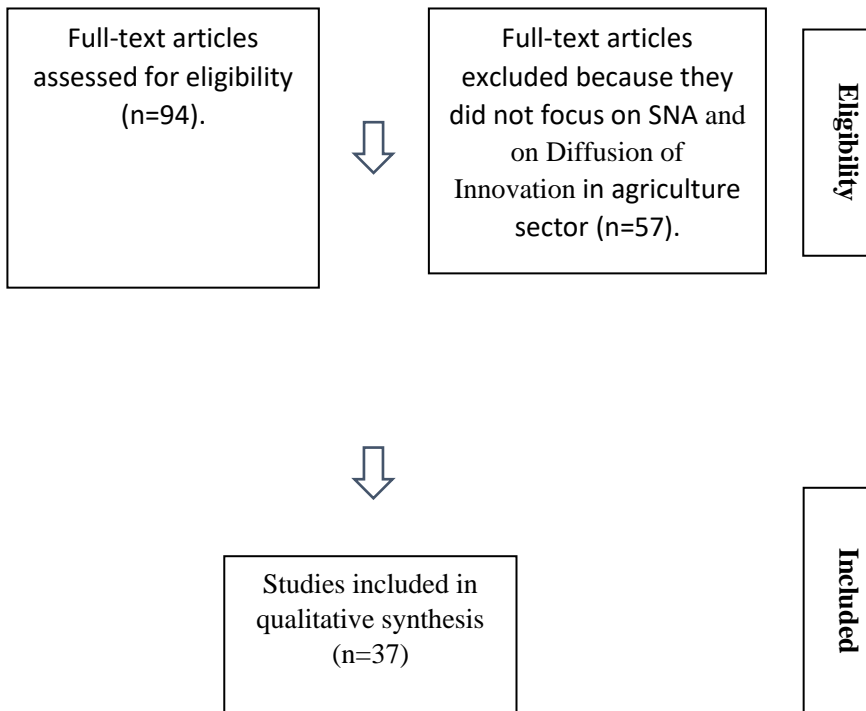 Full-text articles
assessed for eligibility
(n=94).
Full-text articles
excluded because they
did not focus on SNA and
on Diffusion of
Innovation in agriculture
sector (n=57).
Eligibility
Studies included in
qualitative synthesis
(n=37)
Included